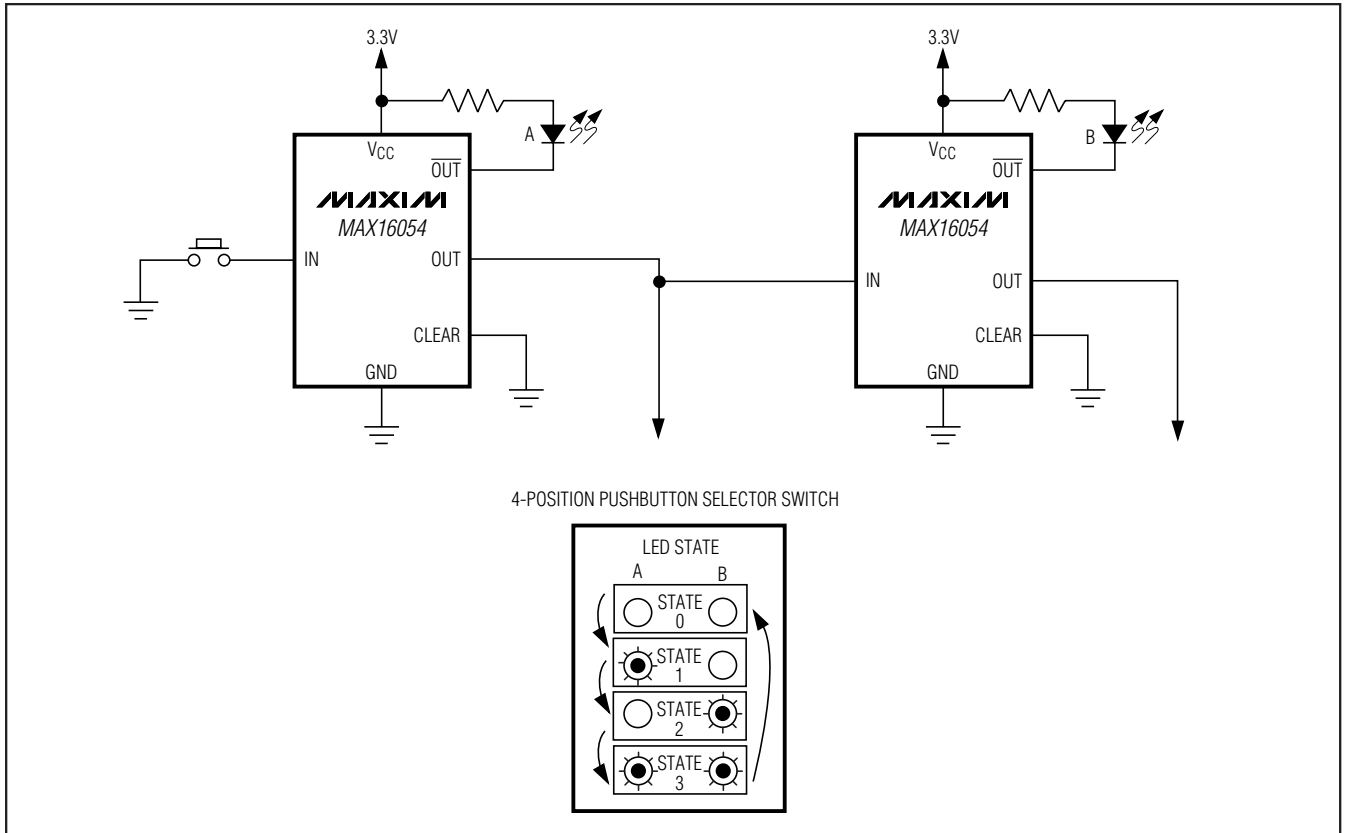 3.3V
3.3V
A
B
VCC
OUT
VCC
OUT
MAXIM
MAX16054
MAXIM
MAX16054
IN
OUT
IN
OUT
CLEAR
CLEAR
GND
GND
4-POSITION PUSHBUTTON SELECTOR SWITCH
LED STATE
A B
STATE
0
STATE
1
STATE
2
STATE
3